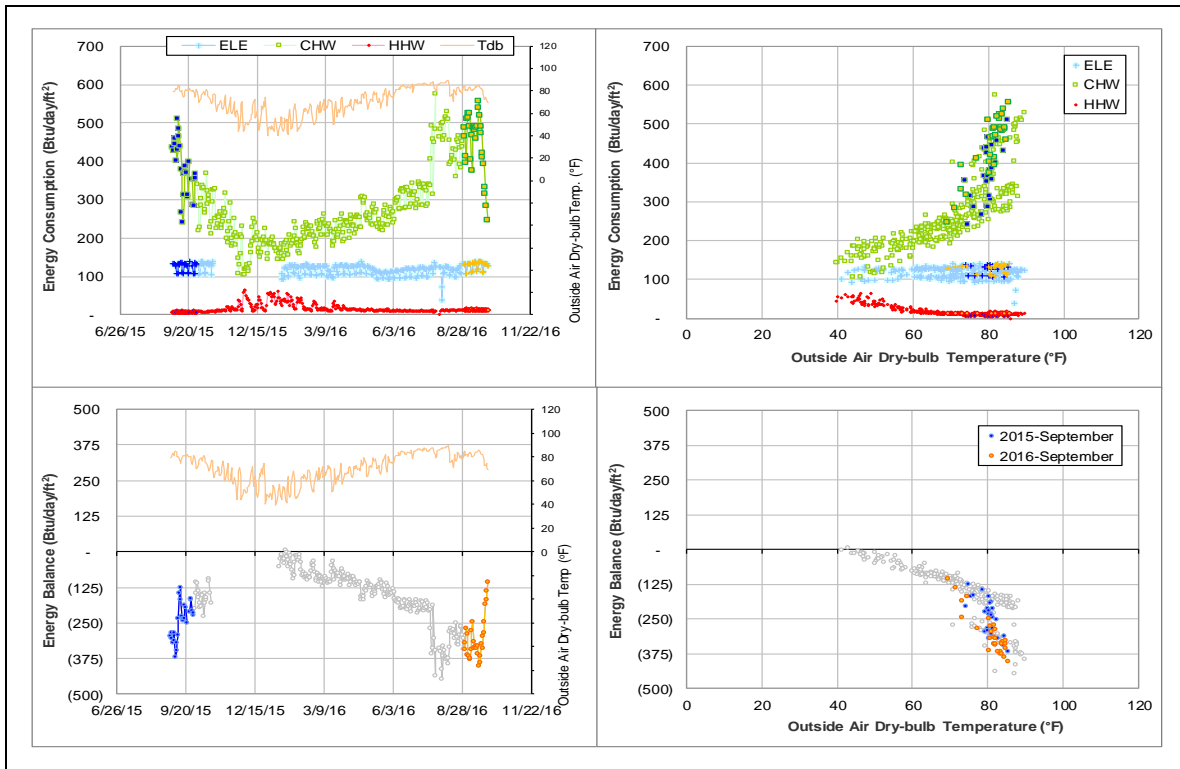 ELE CHW HHW Tdb
Energy Consumption (Btu/day/ft²)
700
600
500
400
300
200
100
-
120
100
80
60
40
20
0
Outside Air Dry-bulb Temp. (°F)
6/26/15 9/20/15 12/15/15 3/9/16 6/3/16 8/28/16 11/22/16
Energy Consumption (Btu/day/ft²)
700
600
500
400
300
200
100
-
ELE
CHW
HHW
0 20 40 60 80 100 120
Outside Air Dry-bulb Temperature (°F)
Energy Balance (Btu/day/ft²)
500
375
250
125
-
(125)
(250)
(375)
(500)
120
100
80
60
40
20
0
Outside Air Dry-bulb Temp (°F)
6/26/15 9/20/15 12/15/15 3/9/16 6/3/16 8/28/16 11/22/16
Energy Balance (Btu/day/ft²)
500
375
250
125
-
(125)
(250)
(375)
(500)
2015-September
2016-September
0 20 40 60 80 100 120
Outside Air Dry-bulb Temperature (°F)